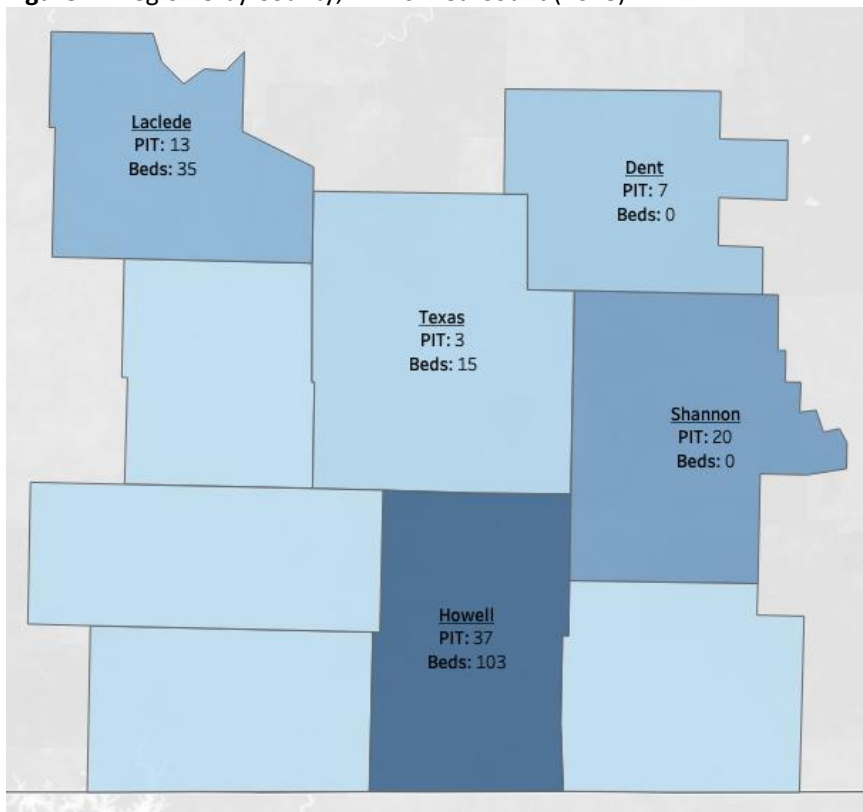 Laclede
PIT: 13
Beds: 35
Dent
PIT: 7
Beds: 0
Texas
PIT: 3
Beds: 15
Shannon
PIT: 20
Beds: 0
Howell
PIT: 37
Beds: 103